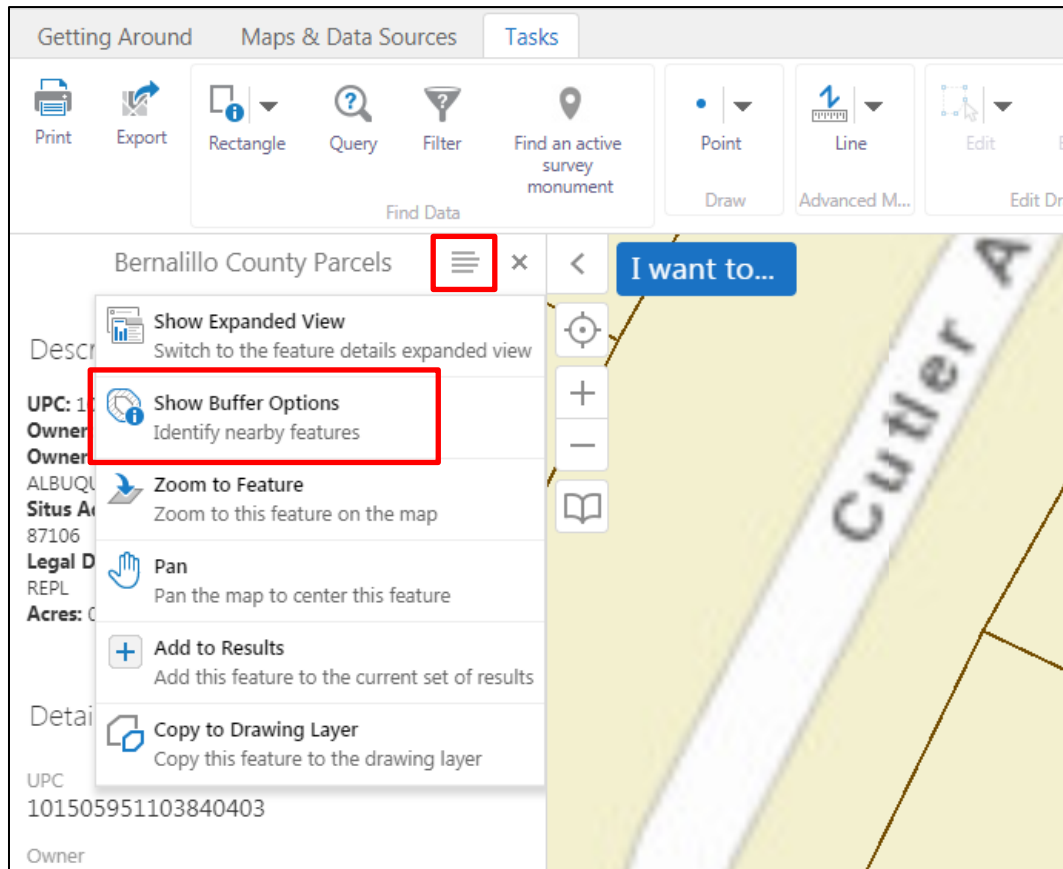 Getting Around Maps & Data Sources Tasks
Print Export Rectangle Query Filter Find an active survey monument Point Line Edit
Find Data Draw Advanced M... Edit Dr
Bernalillo County Parcels
I want to...
Show Expanded View
Switch to the feature details expanded view
Descr
Show Buffer Options
Identify nearby features
UPC: 10
Owner
Owner
ALBUQU
Zoom to Feature
Zoom to this feature on the map
Situs A
87106
Legal D
REPL
Acres:
Pan
Pan the map to center this feature
Add to Results
Add this feature to the current set of results
Detai
Copy to Drawing Layer
Copy this feature to the drawing layer
UPC
101505951103840403
Owner
Cutler A